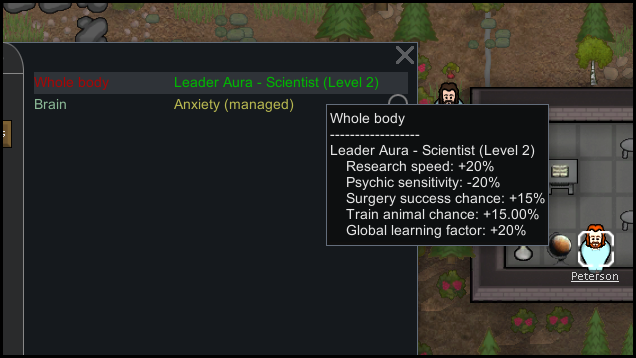 Whole body Leader Aura - Scientist (Level 2)
Brain Anxiety (managed)
Whole body
------------------
Leader Aura - Scientist (Level 2)
Research speed: +20%
Psychic sensitivity: -20%
Surgery success chance: +15%
Train animal chance: +15.00%
Global learning factor: +20%
Peterson